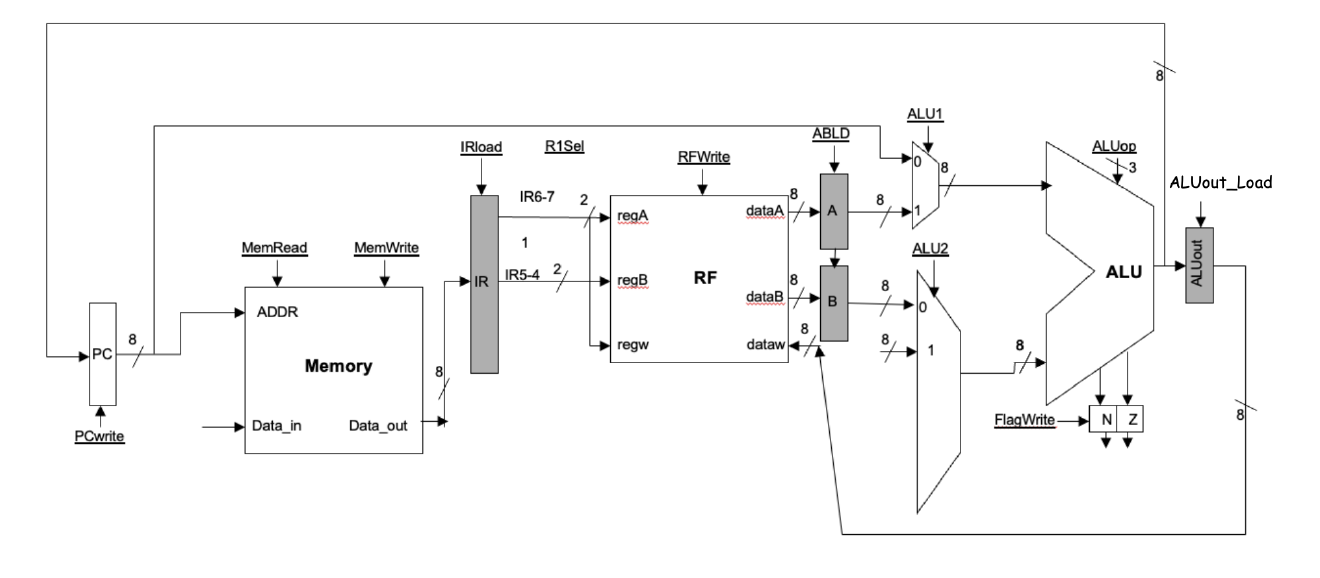 8
ALU1
ABLD
IRload
R1Sel
RFWrite
ALUop
3
ALUout_Load
0
8
IR6-7
2
regA
dataA
8
A
8
1
1
MemRead
MemWrite
IR5-4
2
IR
regB
RF
ALU2
ALU
ALUout
dataB
8
B
8
0
ADDR
PC
8
Memory
8
regw
dataw
8
8
1
8
Data_in
Data_out
PCwrite
FlagWrite
N
Z
8